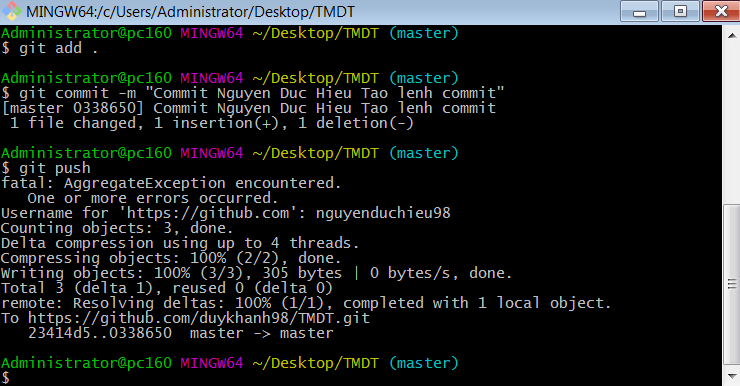 MINGW64:/c/Users/Administrator/Desktop/TMDT
Administrator@pc160 MINGW64 ~/Desktop/TMDT (master)
$ git add .
Administrator@pc160 MINGW64 ~/Desktop/TMDT (master)
$ git commit -m "Commit Nguyen Duc Hieu Tao lenh commit"
[master 0338650] Commit Nguyen Duc Hieu Tao lenh commit
 1 file changed, 1 insertion(+), 1 deletion(-)
Administrator@pc160 MINGW64 ~/Desktop/TMDT (master)
$ git push
fatal: AggregateException encountered.
   One or more errors occurred.
Username for 'https://github.com': nguyenduchieu98
Counting objects: 3, done.
Delta compression using up to 4 threads.
Compressing objects: 100% (2/2), done.
Writing objects: 100% (3/3), 305 bytes | 0 bytes/s, done.
Total 3 (delta 1), reused 0 (delta 0)
remote: Resolving deltas: 100% (1/1), completed with 1 local object.
To https://github.com/duykhanh98/TMDT.git
   23414d5..0338650  master -> master
Administrator@pc160 MINGW64 ~/Desktop/TMDT (master)
$